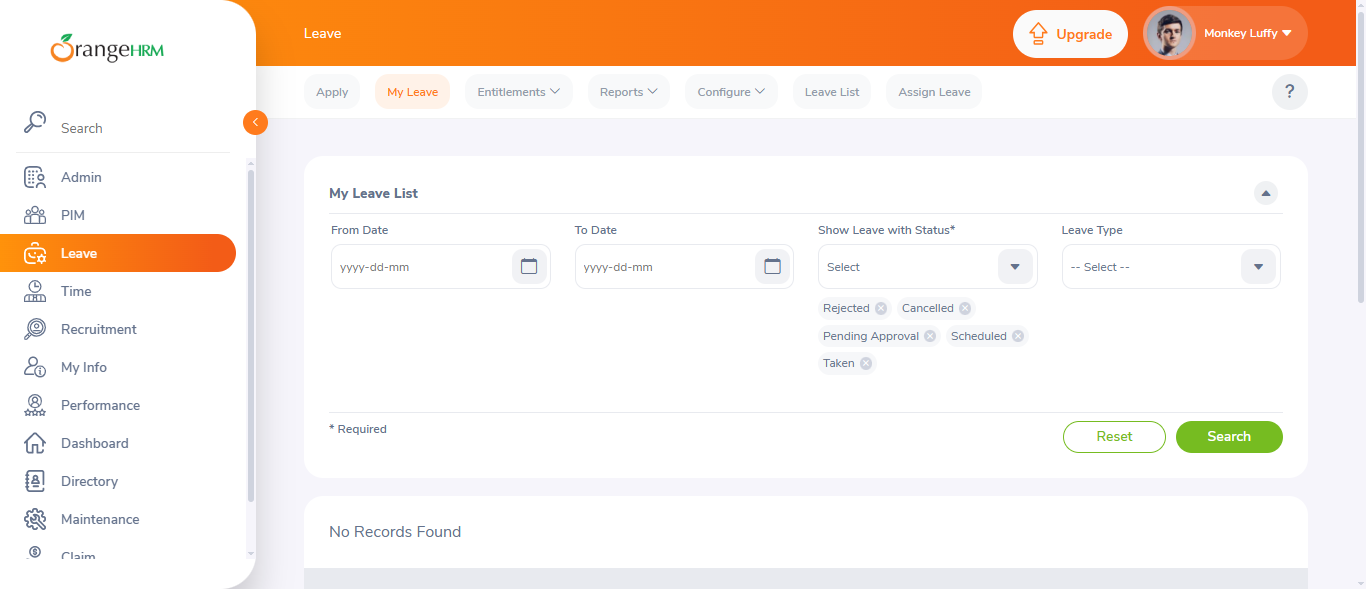 OrangeHRM
Search
Admin
PIM
Leave
Time
Recruitment
My Info
Performance
Dashboard
Directory
Maintenance
Claim
Leave
Upgrade
Monkey Luffy
Apply
My Leave
Entitlements
Reports
Configure
Leave List
Assign Leave
?
My Leave List
From Date
yyyy-dd-mm
To Date
yyyy-dd-mm
Show Leave with Status*
Select
Rejected
Cancelled
Pending Approval
Scheduled
Taken
Leave Type
-- Select --
* Required
Reset
Search
No Records Found